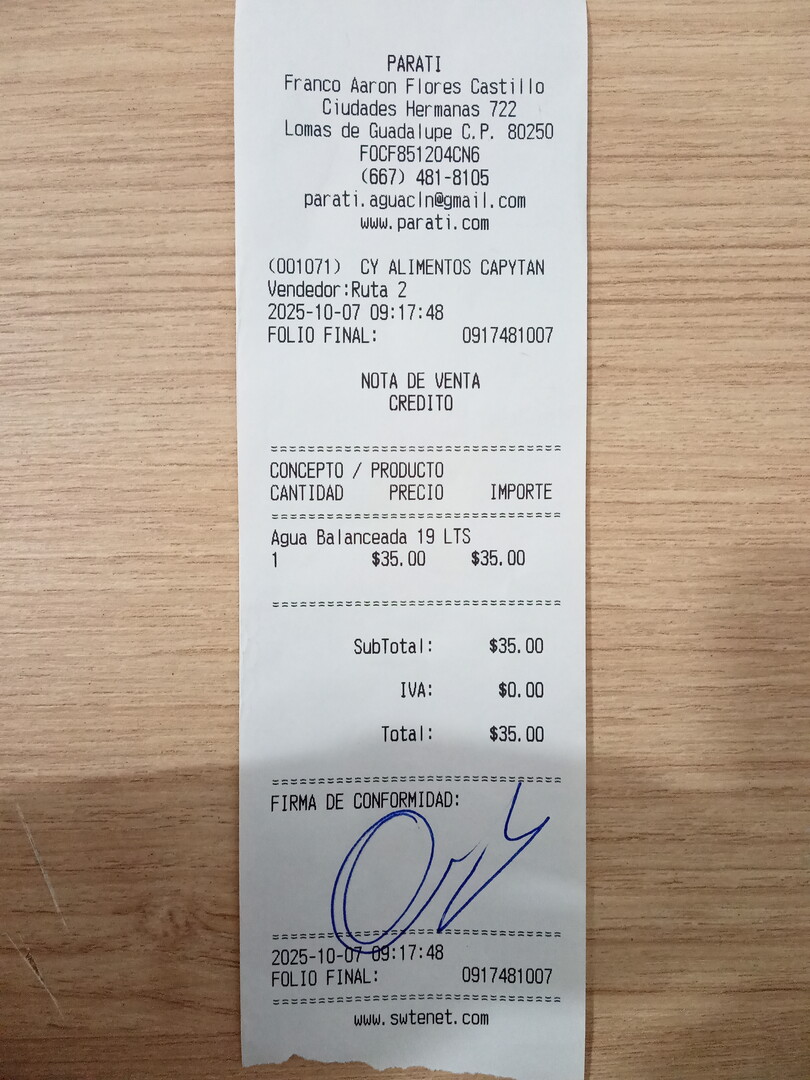 PARATI
Franco Aaron Flores Castillo
Ciudades Hermanas 722
Lomas de Guadalupe C.P. 80250
FOCF851204CN6
(667) 481-8105
parati.aguacln@gmail.com
www.parati.com
(001071) CY ALIMENTOS CAPYTAN
Vendedor:Ruta 2
2025-10-07 09:17:48
FOLIO FINAL: 0917481007
NOTA DE VENTA
CREDITO
CONCEPTO / PRODUCTO
CANTIDAD PRECIO IMPORTE
Agua Balanceada 19 LTS
1 $35.00 $35.00
SubTotal: $35.00
IVA: $0.00
Total: $35.00
FIRMA DE CONFORMIDAD:
2025-10-07 09:17:48
FOLIO FINAL: 0917481007
www.swtenet.com